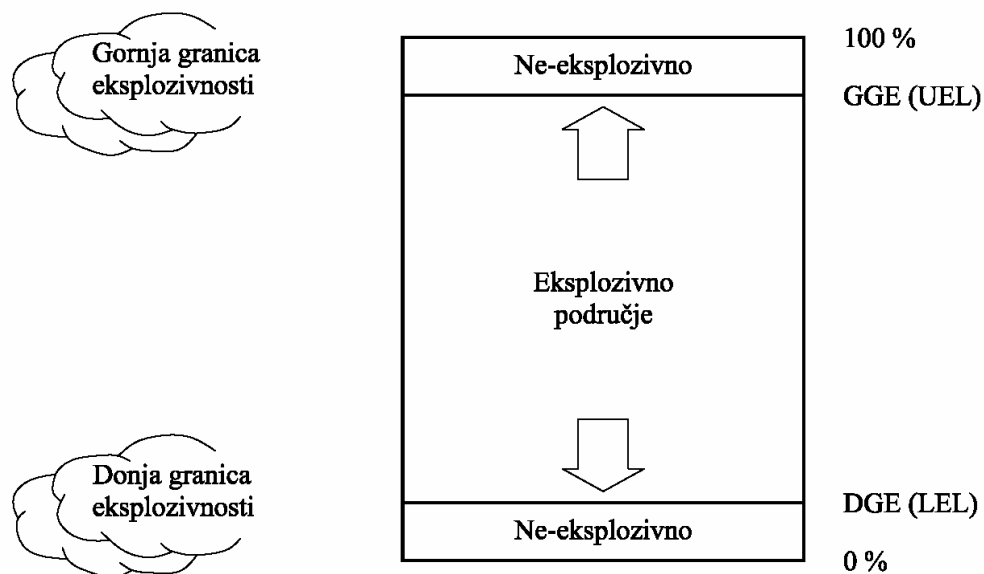 Gornja granica
eksplozivnosti
Ne-eksplozivno
100 %
GGE (UEL)
Eksplozivno
područje
Donja granica
eksplozivnosti
Ne-eksplozivno
DGE (LEL)
0 %